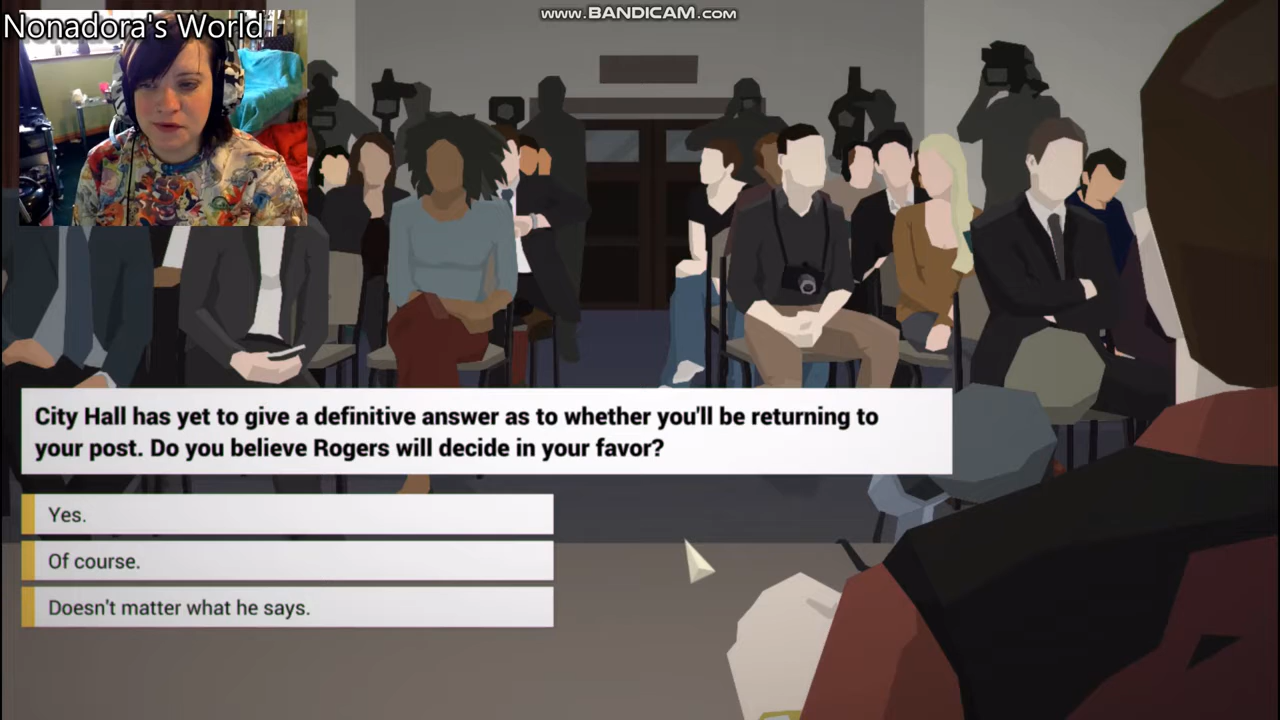 www.BANDICAM.com
Nonadora's World
City Hall has yet to give a definitive answer as to whether you'll be returning to
your post. Do you believe Rogers will decide in your favor?
Yes.
Of course.
Doesn't matter what he says.